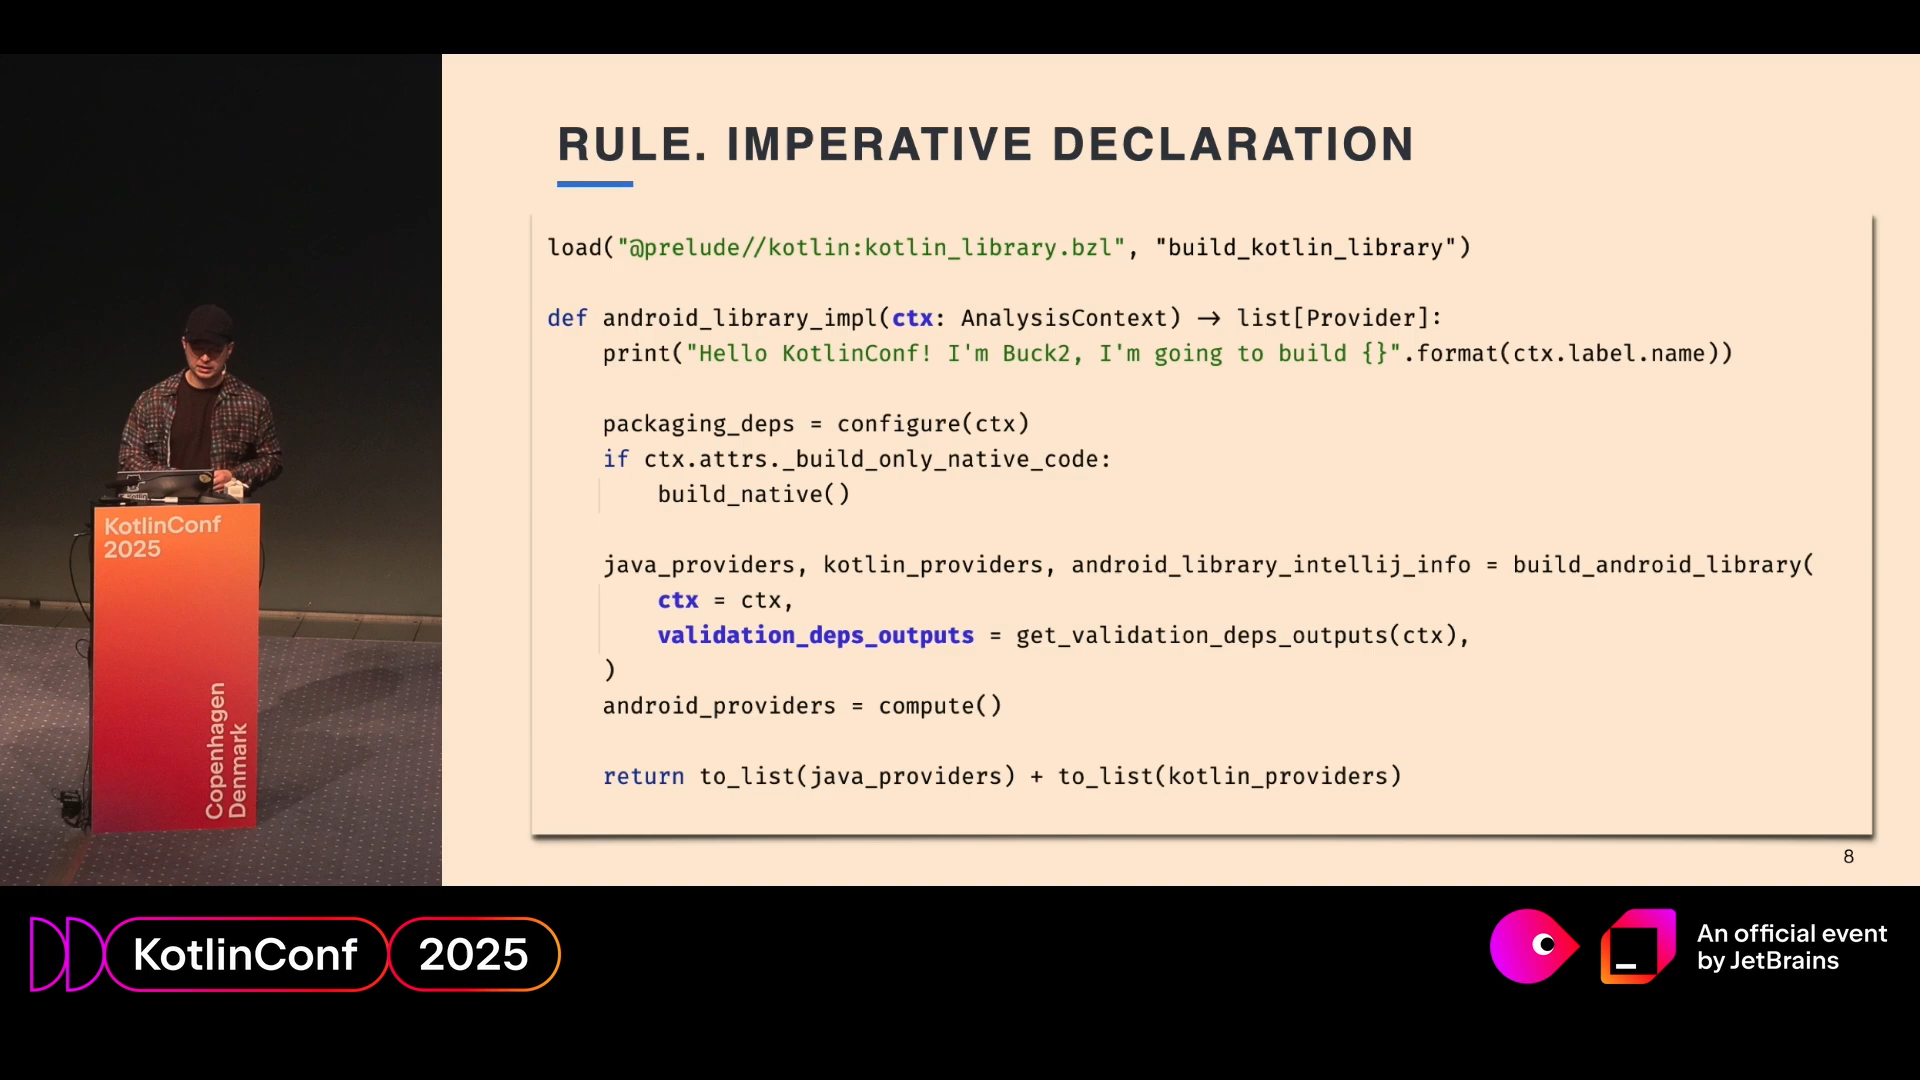 RULE. IMPERATIVE DECLARATION
load("@prelude//kotlin:kotlin_library.bzl", "build_kotlin_library")
def android_library_impl(ctx: AnalysisContext) → list[Provider]:
print("Hello KotlinConf! I'm Buck2, I'm going to build {}".format(ctx.label.name))
packaging_deps = configure(ctx)
if ctx.attrs._build_only_native_code:
build_native()
java_providers, kotlin_providers, android_library_intellij_info = build_android_library(
ctx = ctx,
validation_deps_outputs = get_validation_deps_outputs(ctx),
)
android_providers = compute()
return to_list(java_providers) + to_list(kotlin_providers)
8
KotlinConf
2025
Copenhagen
Denmark
KotlinConf 2025
An official event
by JetBrains